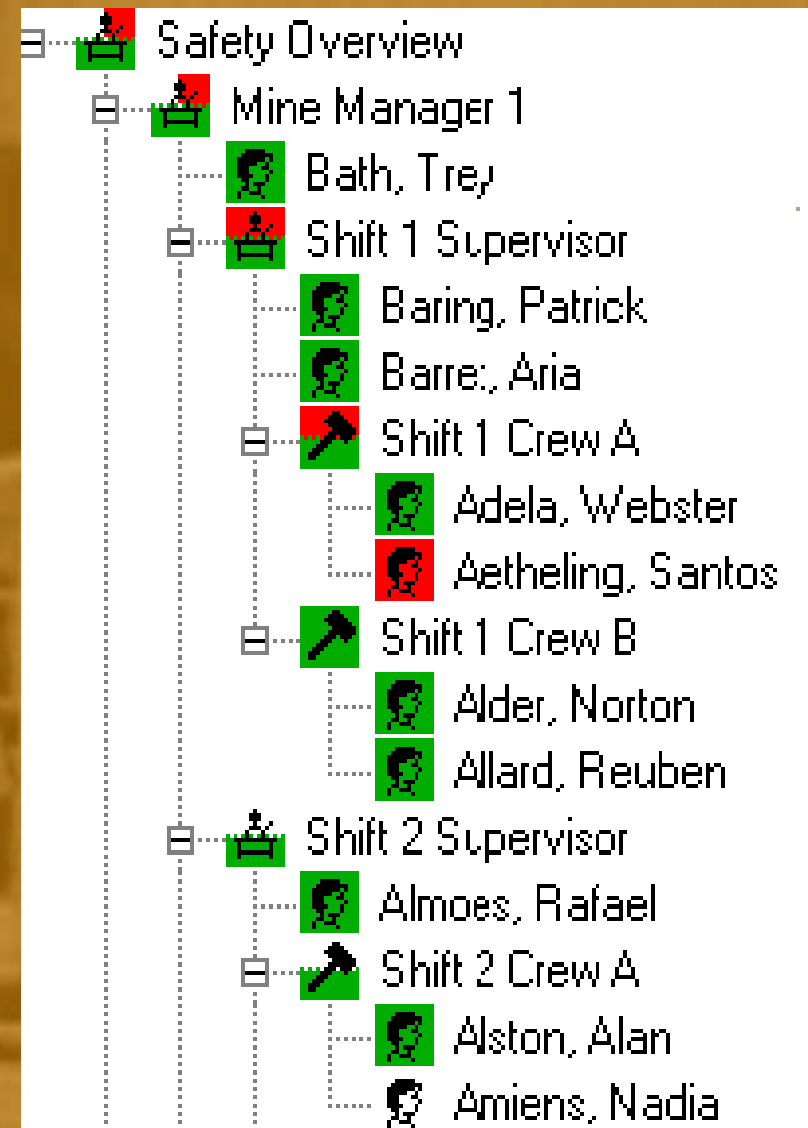 Safety Overview
Mine Manager 1
Bath, Trey
Shift 1 Supervisor
Baring, Patrick
Barret, Aria
Shift 1 Crew A
Adela, Webster
Aetheling, Santos
Shift 1 Crew B
Alder, Norton
Allard, Reuben
Shift 2 Supervisor
Almoes, Rafael
Shift 2 Crew A
Alston, Alan
Amiens, Nadia